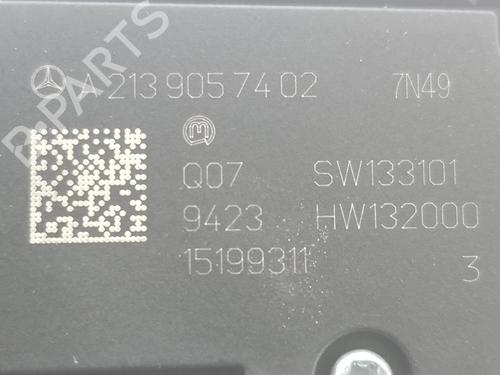 B-PARTS
A 213 905 74 02 7N49
Q07 SW133101
9423 HW132000
15199311 3